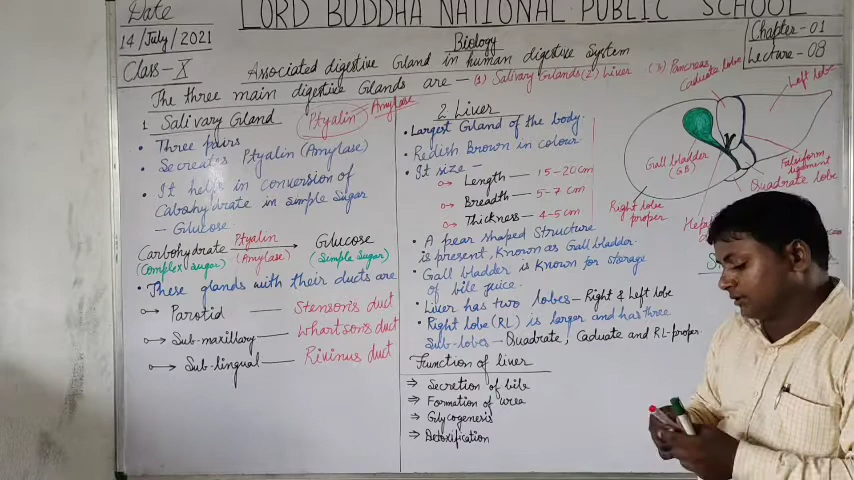 LORD BUDDHA NATIONAL PUBLIC SCHOOL
Date
14/July/2021
Class-X
Biology
Chapter-01
Lecture-08
Associated digestive Gland in human digestive System
The three main digestive Glands are - (1) Salivary Glands (2) Liver (3) Pancreas
1 Salivary Gland
Ptyalin - Amylase
• Three pairs
• Secreates Ptyalin (Amylase)
• It helps in conversion of
Cabohydrate in simple Sugar
- Glucose
Carbohydrate Ptyalin Glucose
(Complex sugar) (Amylase) (Simple Sugar)
• These glands with their ducts are
Parotid — Stenson's duct
Sub-maxillary — Whartson's duct
Sub-lingual — Rivinus duct
2. Liver
• Largest Gland of the body.
• Redish Brown in colour.
• It size -
Length — 15-20cm
Breadth — 5-7 cm
Thickness — 4-5cm
• A pear shaped Structure
is present, Known as Gall bladder.
• Gall bladder is Known for storage
of bile juice.
• Liver has two lobes - Right & Left lobe
• Right lobe (RL) is larger and has three
Sub-lobes - Quadrate, Caduate and RL-proper.
Function of liver
⇒ Secretion of bile
⇒ Formation of urea
⇒ Glycogenesis
⇒ Detoxification
Caduate lobe
Left lobe
Gall bladder
(GB)
Falsiform
ligament
Quadrate lobe
Right lobe
proper